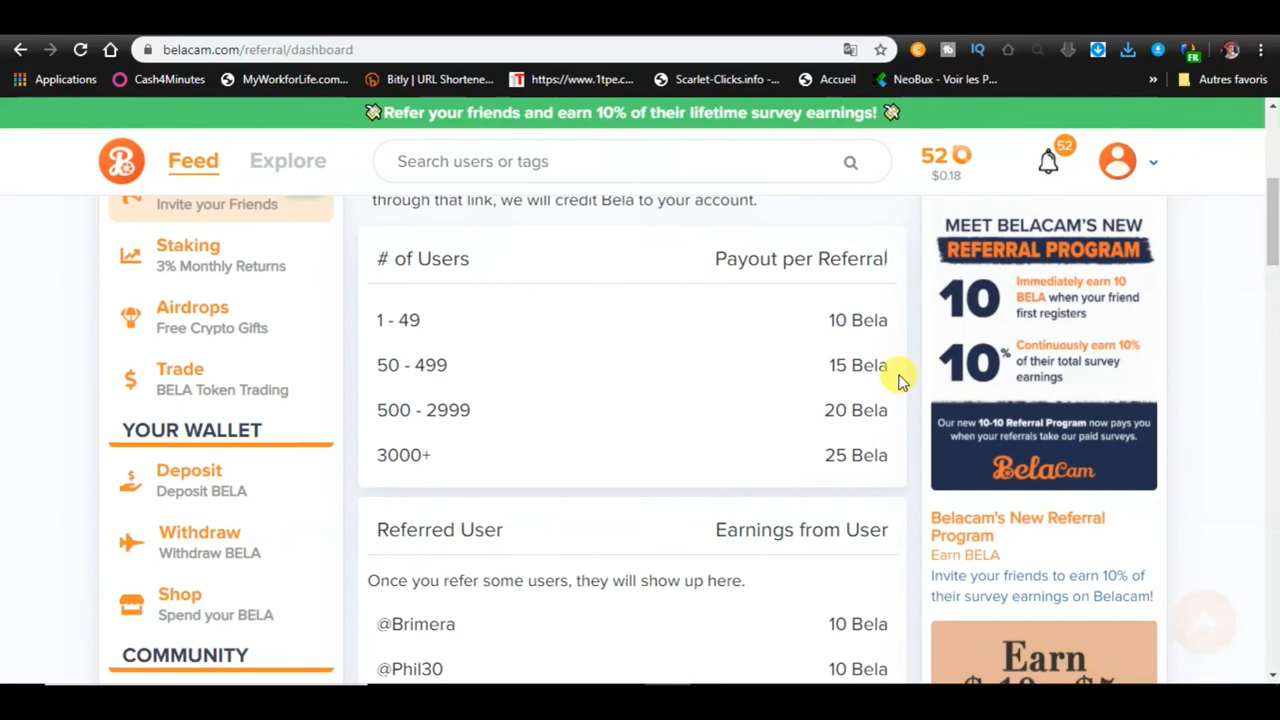 belacam.com/referral/dashboard
IQ
FR
Applications
Cash4Minutes
MyWorkforLife.com...
Bitly | URL Shortene...
https://www.1tpe.c...
Scarlet-Clicks.info -...
Accueil
NeoBux - Voir les P...
»
Autres favoris
Refer your friends and earn 10% of their lifetime survey earnings!
Feed
Explore
Search users or tags
52
$0.18
52
Invite your Friends
Staking
3% Monthly Returns
Airdrops
Free Crypto Gifts
Trade
BELA Token Trading
YOUR WALLET
Deposit
Deposit BELA
Withdraw
Withdraw BELA
Shop
Spend your BELA
COMMUNITY
through that link, we will credit Bela to your account.
# of Users Payout per Referral
1 - 49 10 Bela
50 - 499 15 Bela
500 - 2999 20 Bela
3000+ 25 Bela
Referred User Earnings from User
Once you refer some users, they will show up here.
@Brimera 10 Bela
@Phil30 10 Bela
MEET BELACAM'S NEW
REFERRAL PROGRAM
10 Immediately earn 10
BELA when your friend
first registers
10% Continuously earn 10%
of their total survey
earnings
Our new 10-10 Referral Program now pays you
when your referrals take our paid surveys.
BelaCam
Belacam's New Referral
Program
Earn BELA
Invite your friends to earn 10% of
their survey earnings on Belacam!
Earn